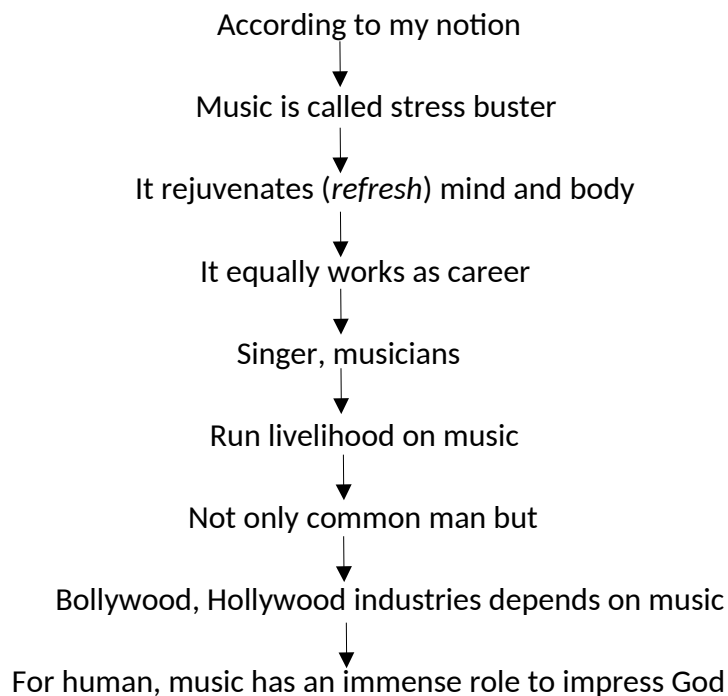 According to my notion
Music is called stress buster
It rejuvenates (refresh) mind and body
It equally works as career
Singer, musicians
Run livelihood on music
Not only common man but
Bollywood, Hollywood industries depends on music
For human, music has an immense role to impress God